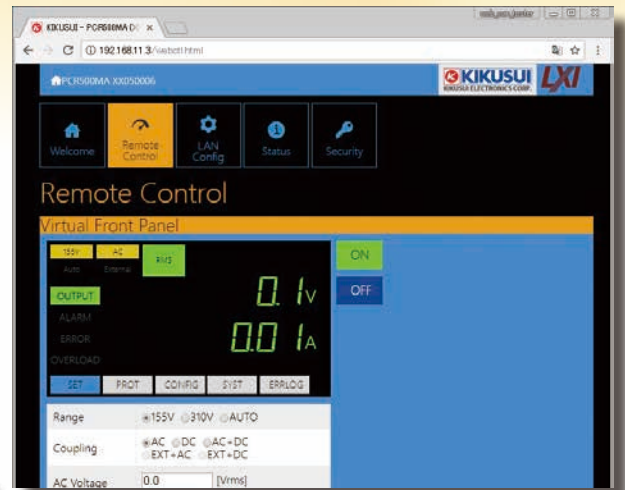 KIKUSUI - PCR500MA D
192.168.11.3/webctl.html
PCR500MA XX050006
KIKUSUI
KIKUSUI ELECTRONICS CORP.
LXI
Welcome
Remote Control
LAN Config
Status
Security
Remote Control
Virtual Front Panel
155V AC RMS
Auto External
OUTPUT
0.1V
ALARM
ERROR
0.01A
OVERLOAD
SET PROT CONFIG SYST ERRLOG
ON
OFF
Range 155V 310V AUTO
Coupling AC DC AC+DC
EXT+AC EXT+DC
AC Voltage 0.0 [Vrms]